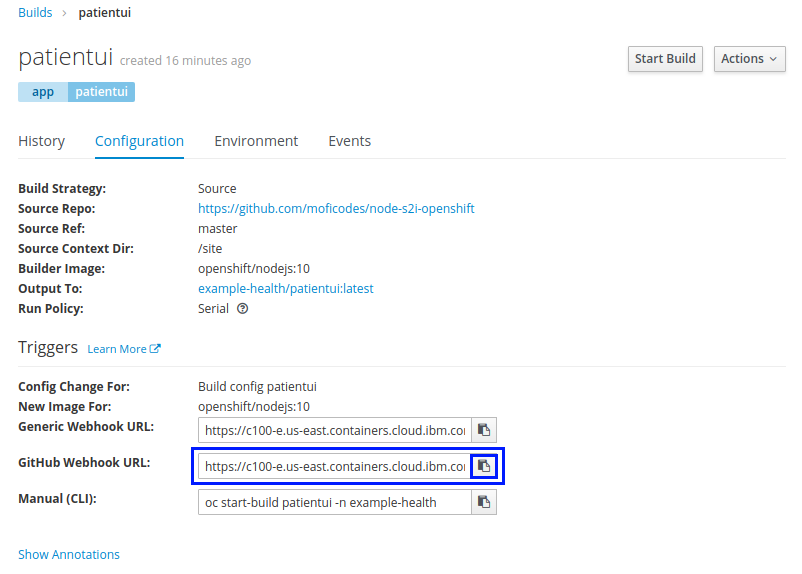 Builds > patientui
patientui created 16 minutes ago
Start Build
Actions
app patientui
History Configuration Environment Events
Build Strategy: Source
Source Repo: https://github.com/moficodes/node-s2i-openshift
Source Ref: master
Source Context Dir: /site
Builder Image: openshift/nodejs:10
Output To: example-health/patientui:latest
Run Policy: Serial
Triggers Learn More
Config Change For: Build config patientui
New Image For: openshift/nodejs:10
Generic Webhook URL: https://c100-e.us-east.containers.cloud.ibm.co
GitHub Webhook URL: https://c100-e.us-east.containers.cloud.ibm.co
Manual (CLI): oc start-build patientui -n example-health
Show Annotations